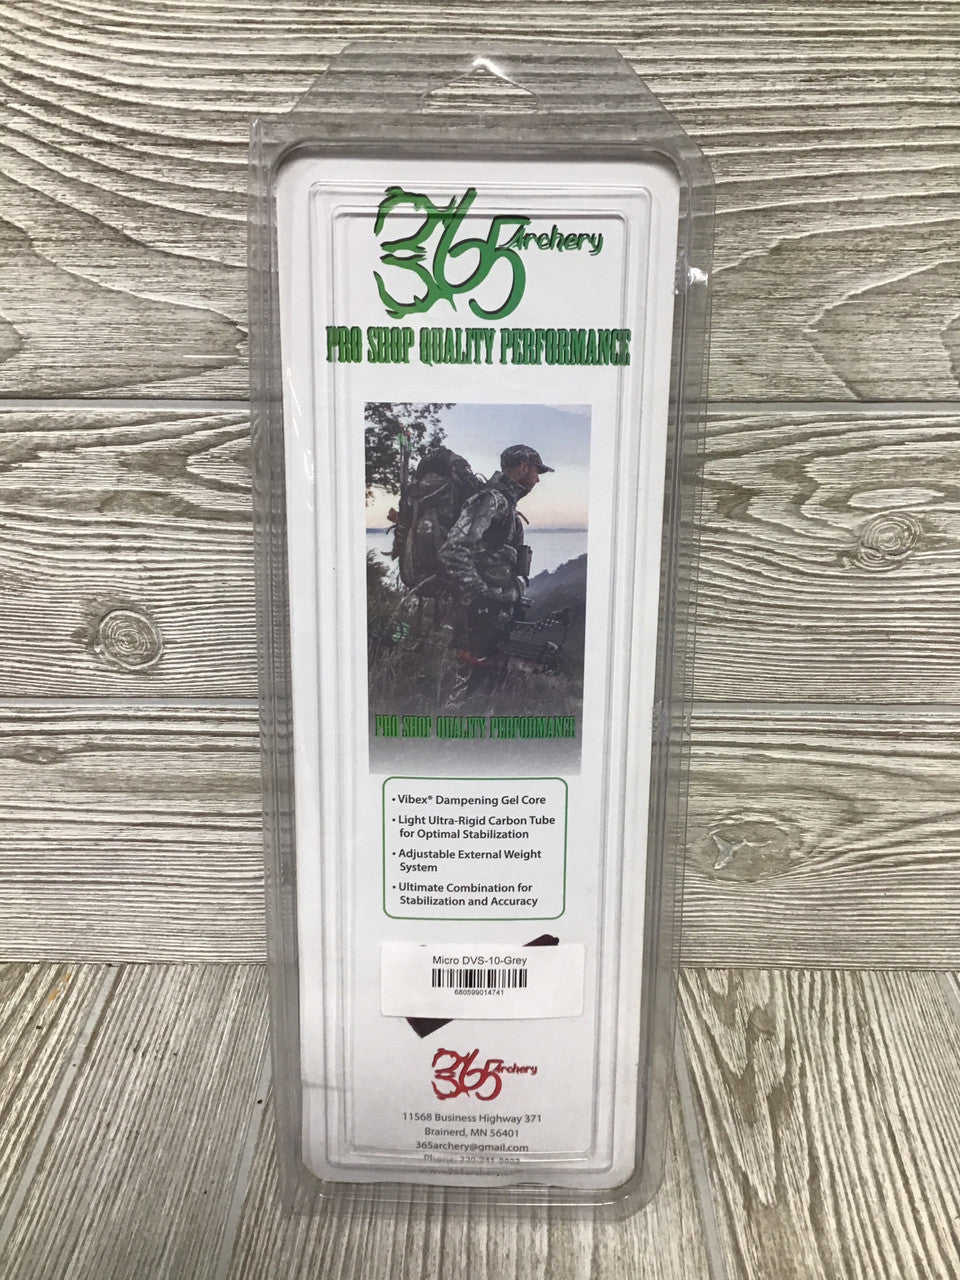 365 Archery
PRO SHOP QUALITY PERFORMANCE
PRO SHOP QUALITY PERFORMANCE
• Vibex® Dampening Gel Core
• Light Ultra-Rigid Carbon Tube
for Optimal Stabilization
• Adjustable External Weight
System
• Ultimate Combination for
Stabilization and Accuracy
Micro DVS-10-Grey
680599014741
365 Archery
11568 Business Highway 371
Brainerd, MN 56401
365archery@gmail.com
Phone: